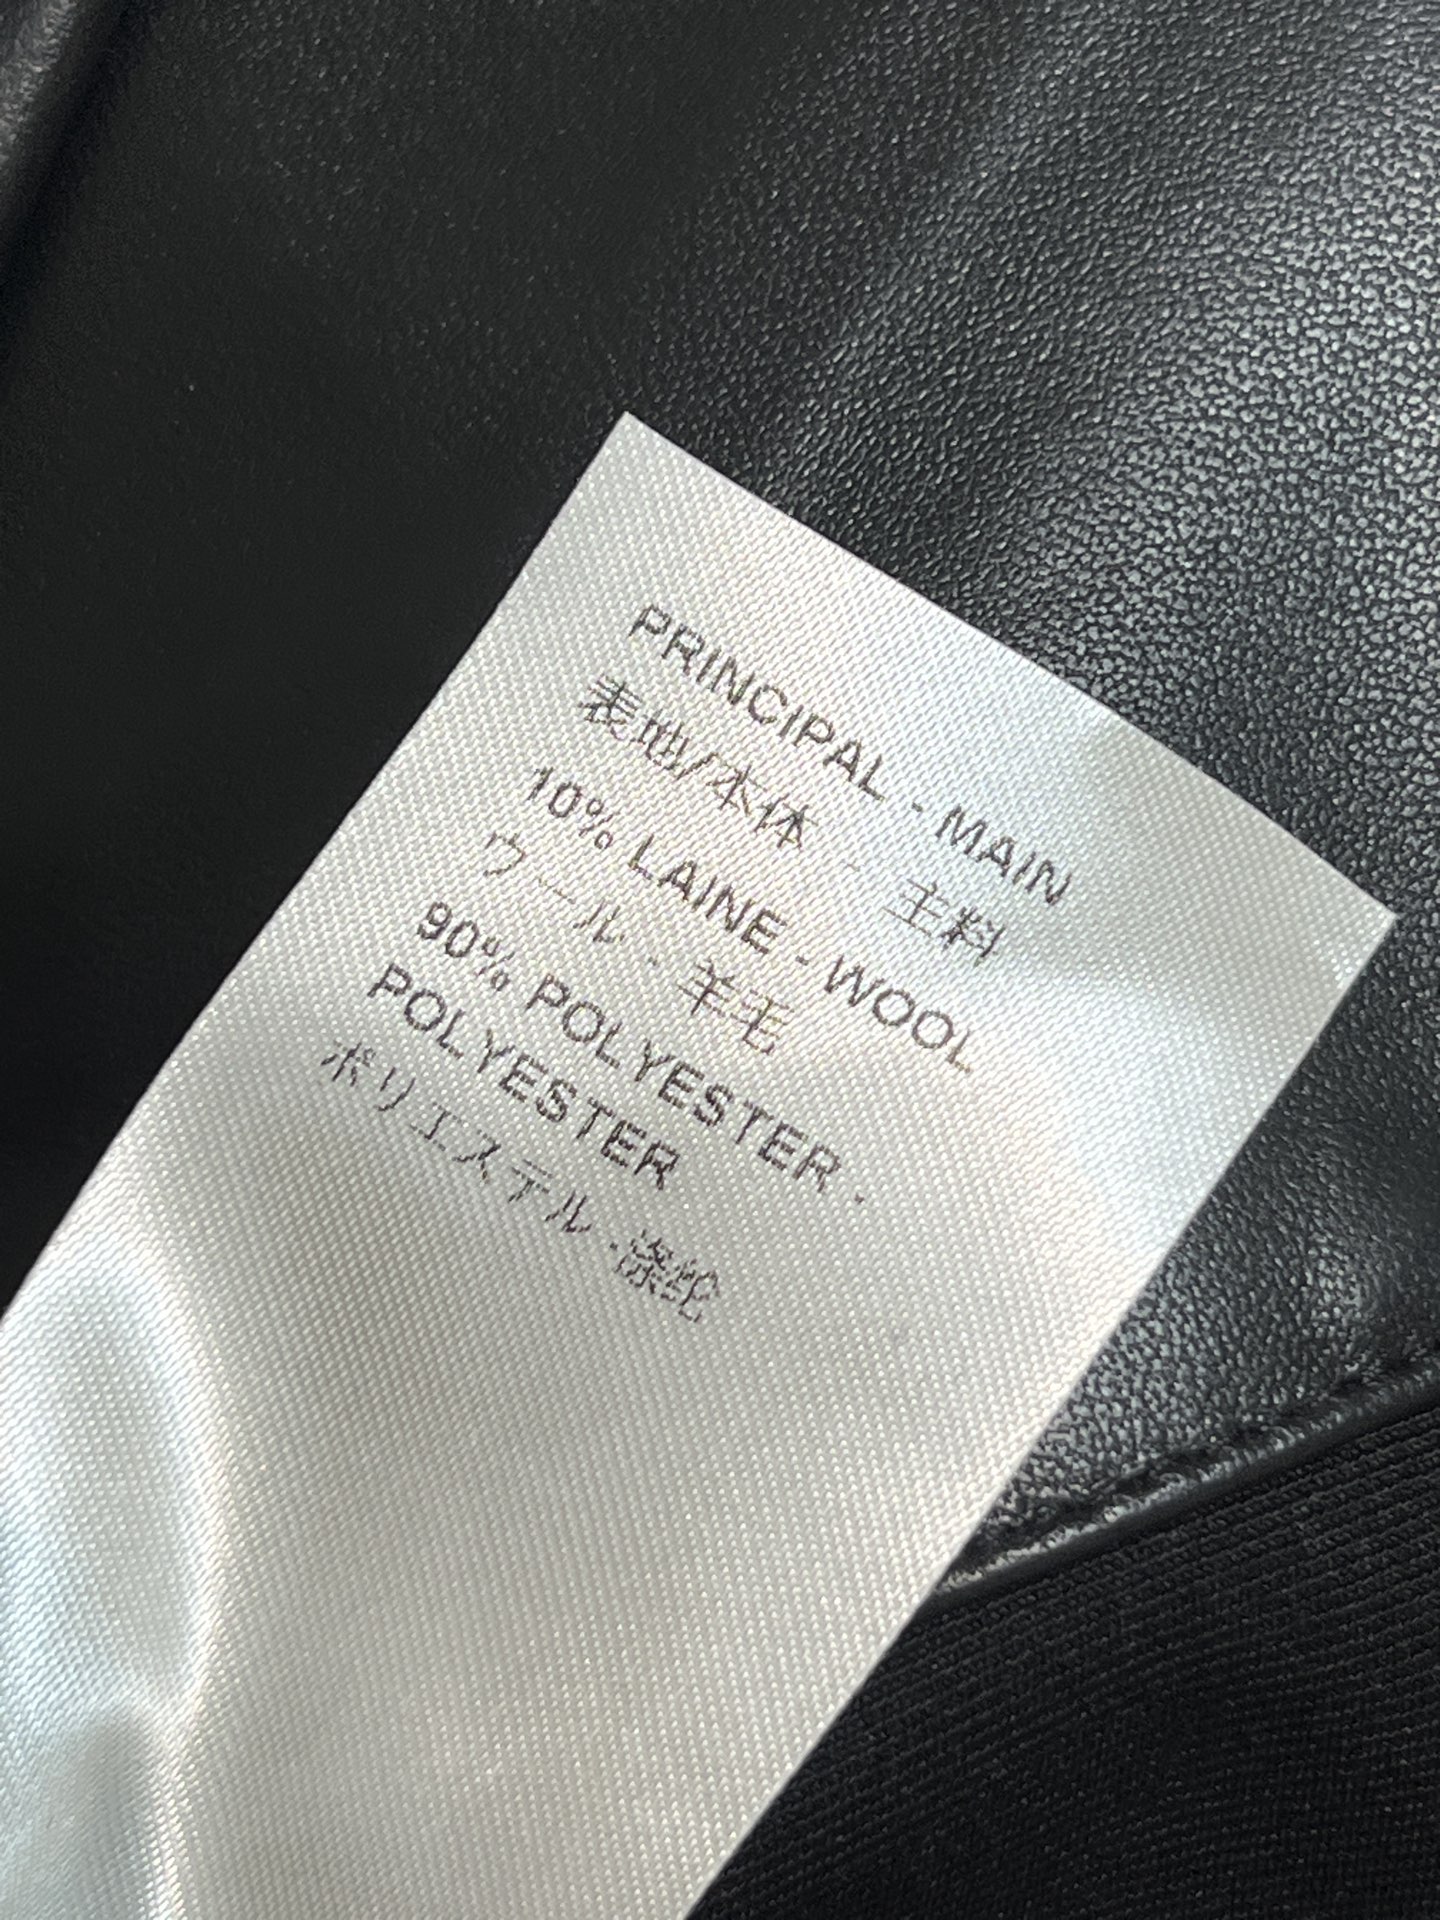 PRINCIPAL - MAIN
表地/本体 - 主料
10% LAINE - WOOL
ウール - 羊毛
90% POLYESTER -
POLYESTER
ポリエステル - 涤纶